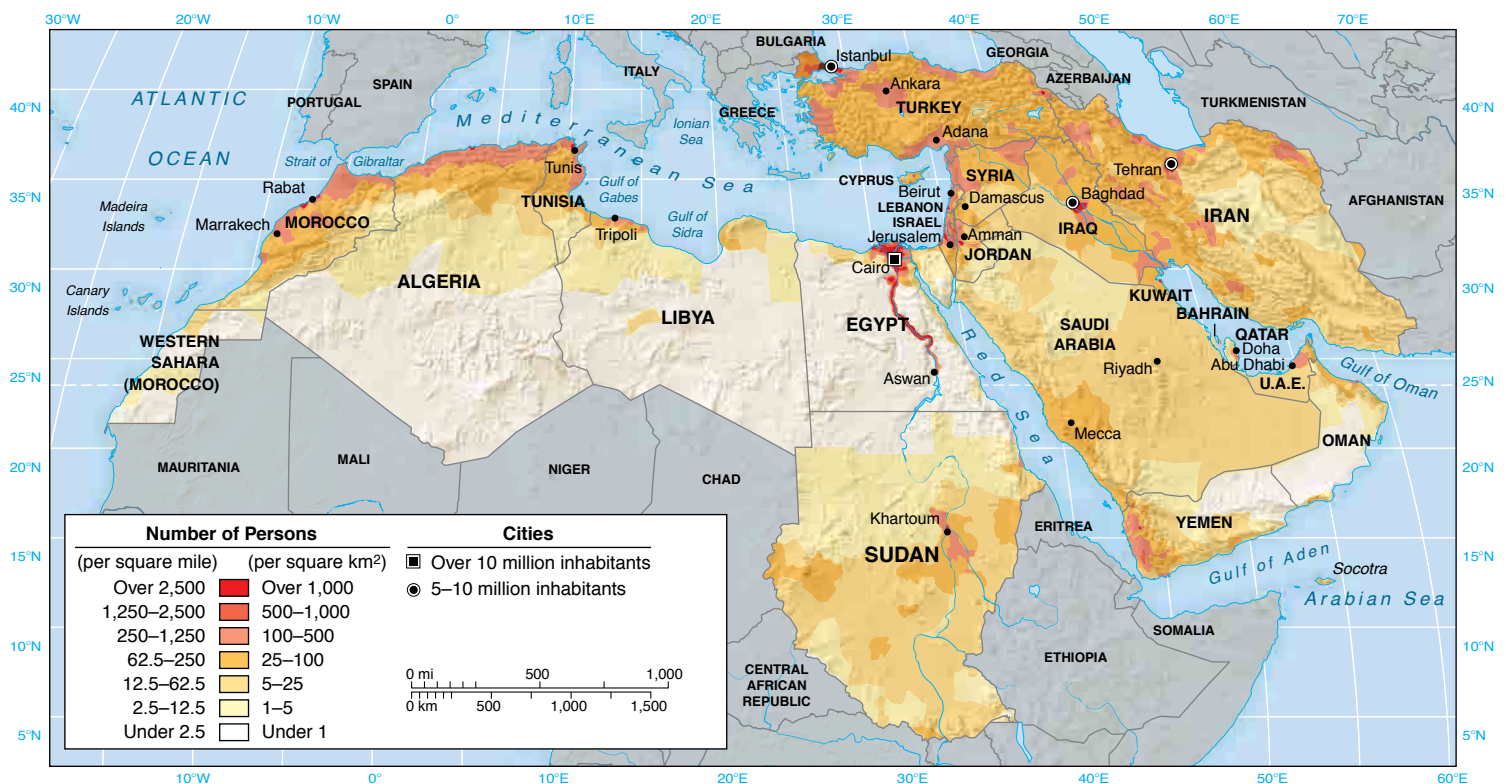 30°W 20°W 10°W 0° 10°E 20°E 30°E 40°E 50°E 60°E 70°E
BULGARIA
Istanbul
GEORGIA
SPAIN
ITALY
AZERBAIJAN
PORTUGAL
Ankara
TURKEY
TURKMENISTAN
ATLANTIC
OCEAN
40°N
40°N
GREECE
Mediterranean Sea
Ionian
Sea
Adana
Strait of Gibraltar
Tunis
Tehran
CYPRUS
SYRIA
Rabat
Gulf of
Gabes
Beirut
Baghdad
LEBANON
Damascus
AFGHANISTAN
35°N
35°N
Madeira
Islands
TUNISIA
ISRAEL
IRAN
Marrakech
MOROCCO
Gulf of
Sidra
IRAQ
Tripoli
Jerusalem
Amman
JORDAN
Cairo
30°N
30°N
Canary
Islands
ALGERIA
KUWAIT
LIBYA
EGYPT
SAUDI
ARABIA
BAHRAIN
QATAR
Doha
WESTERN
SAHARA
(MOROCCO)
Red Sea
Riyadh
Abu Dhabi
U.A.E.
Gulf of Oman
25°N
25°N
Aswan
Mecca
OMAN
20°N
20°N
MAURITANIA
MALI
NIGER
CHAD
Khartoum
SUDAN
ERITREA
YEMEN
15°N
15°N
Gulf of Aden
Socotra
Arabian Sea
10°N
10°N
SOMALIA
ETHIOPIA
CENTRAL
AFRICAN
REPUBLIC
5°N
5°N
Number of Persons
(per square mile) (per square km2)
Over 2,500 Over 1,000
1,250–2,500 500–1,000
250–1,250 100–500
62.5–250 25–100
12.5–62.5 5–25
2.5–12.5 1–5
Under 2.5 Under 1
Cities
Over 10 million inhabitants
5–10 million inhabitants
0 mi 500 1,000
0 km 500 1,000 1,500
10°W 0° 10°E 20°E 30°E 40°E 50°E 60°E